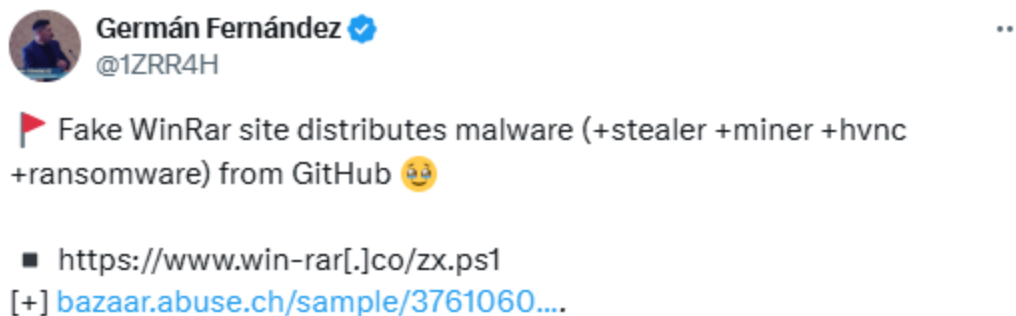 Germán Fernández
@1ZRR4H
🚩 Fake WinRar site distributes malware (+stealer +miner +hvnc
+ransomware) from GitHub 🥹
▪ https://www.win-rar[.]co/zx.ps1
[+] bazaar.abuse.ch/sample/3761060….